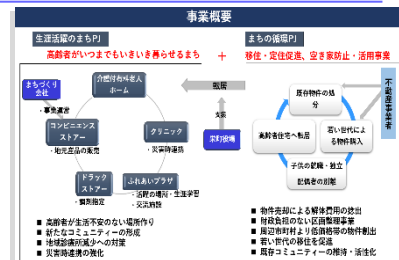 事業概要
生涯活躍のまちPJ
高齢者がいつまでもいきいき暮らせるまち
まちづくり
会社
・事業運営
介護付有料老人
ホーム
コンビニエンス
ストアー
・地元産品の販売
クリニック
・災害時連携
ドラック
ストアー
・調剤指定
ふれあいプラザ
・活躍の場所・生涯学習
・交流施設
■ 高齢者が生活不安のない場所作り
■ 新たなコミュニティーの形成
■ 地域診療所減少への対策
■ 災害時連携の強化
+
転居
支援
栄町役場
まちの循環PJ
移住・定住促進、空き家防止・活用事業
既存物件の処
分
高齢者住宅へ転居
若い世代によ
る物件購入
子供の就職・独立
配偶者の別離
不動産事業者
■ 物件売却による解体費用の捻出
■ 財政負担のない区画整理事業
■ 周辺市町村より低価格帯の物件創出
■ 若い世代の移住を促進
■ 既存コミュニティーの維持・活性化